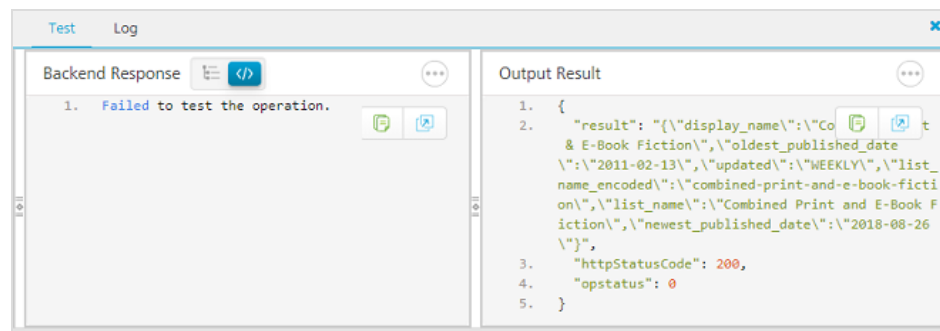 Test Log
Backend Response </>
1. Failed to test the operation.
Output Result
1. {
2. "result": "{\"display_name\":\"Co t
& E-Book Fiction\",\"oldest_published_date
\":\"2011-02-13\",\"updated\":\"WEEKLY\",\"list_
name_encoded\":\"combined-print-and-e-book-ficti
on\",\"list_name\":\"Combined Print and E-Book F
iction\",\"newest_published_date\":\"2018-08-26
\"}",
3. "httpStatusCode": 200,
4. "opstatus": 0
5. }